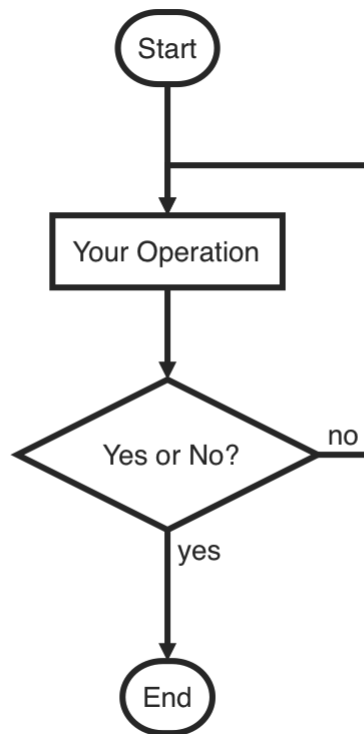 Start
Your Operation
Yes or No?
no
yes
End